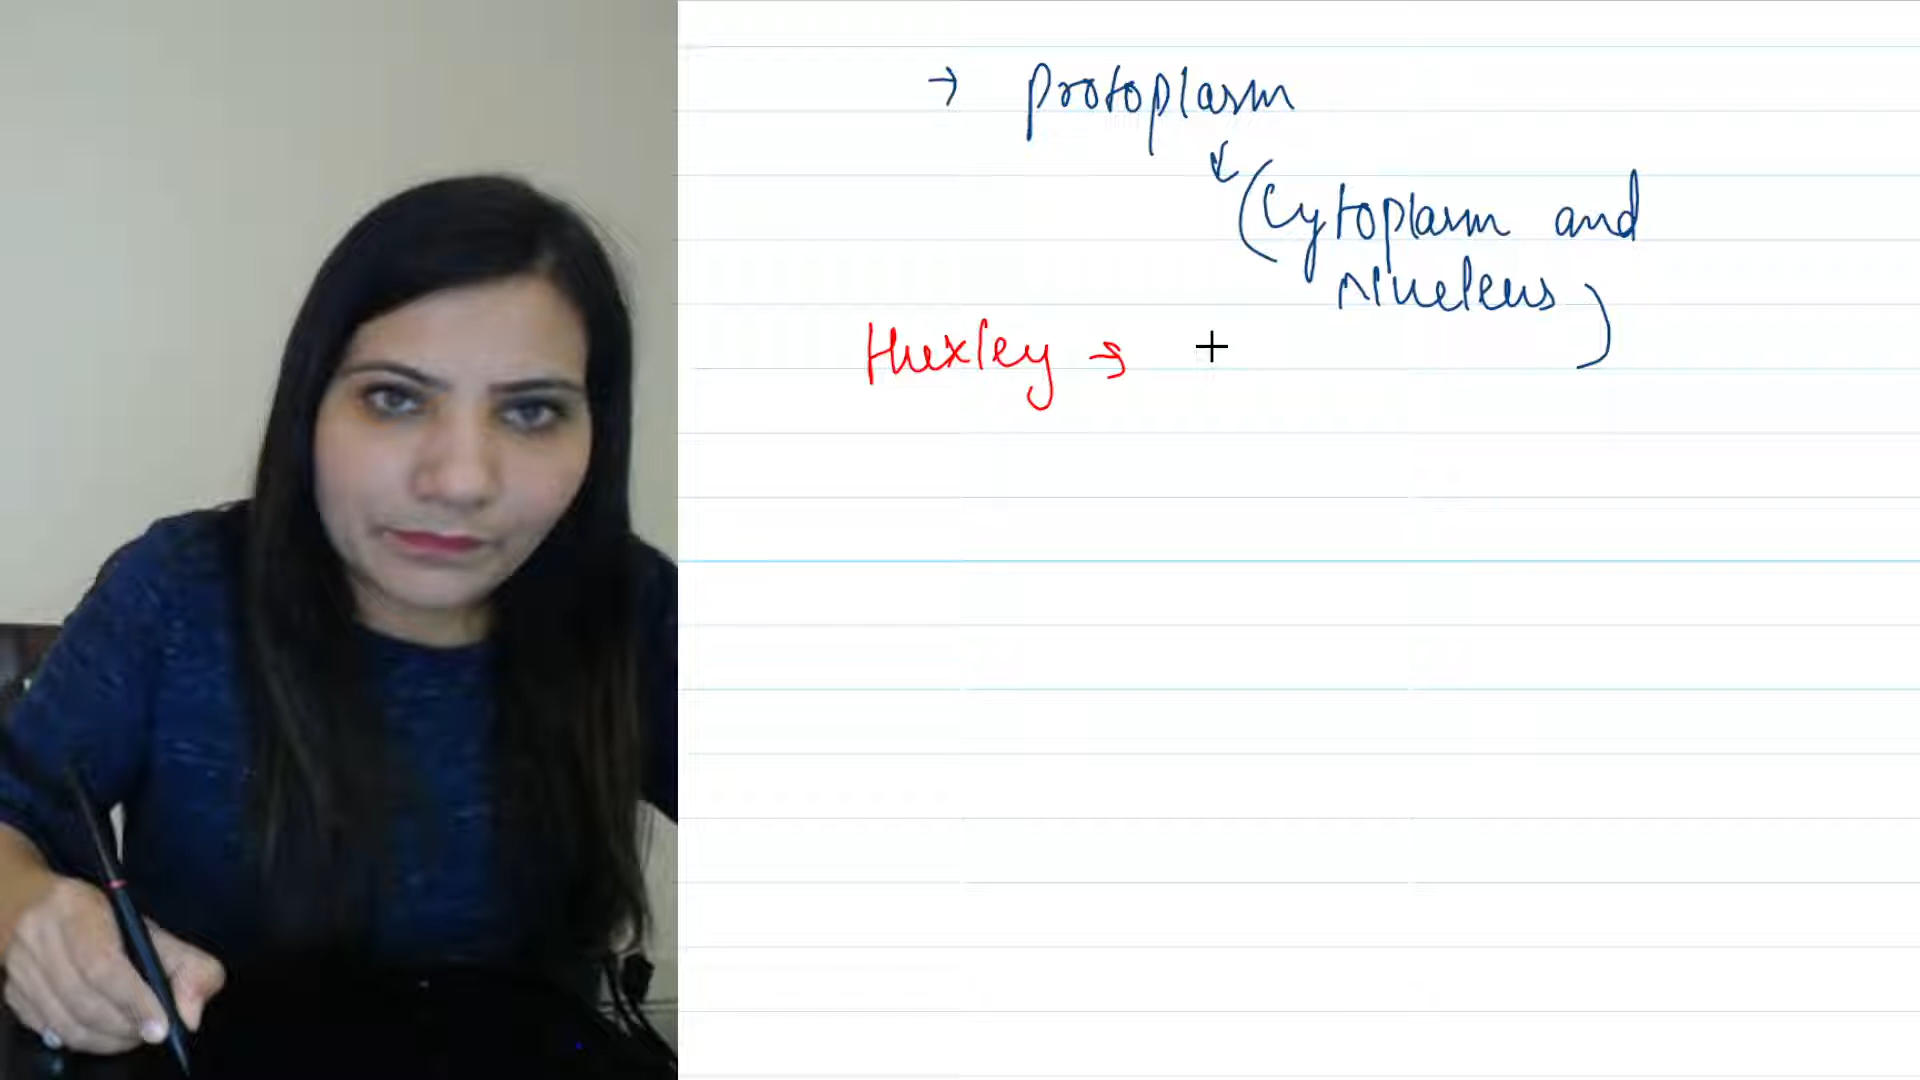 → Protoplasm
↓ (Cytoplasm and
Nucleus)
Huxley →